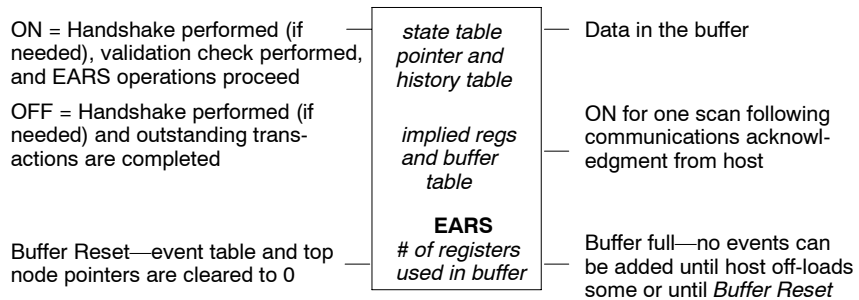 ON = Handshake performed (if
needed), validation check performed,
and EARS operations proceed
OFF = Handshake performed (if
needed) and outstanding trans-
actions are completed
Buffer Reset—event table and top
node pointers are cleared to 0
state table
pointer and
history table
implied regs
and buffer
table
EARS
# of registers
used in buffer
Data in the buffer
ON for one scan following
communications acknowl-
edgment from host
Buffer full—no events can
be added until host off-loads
some or until Buffer Reset